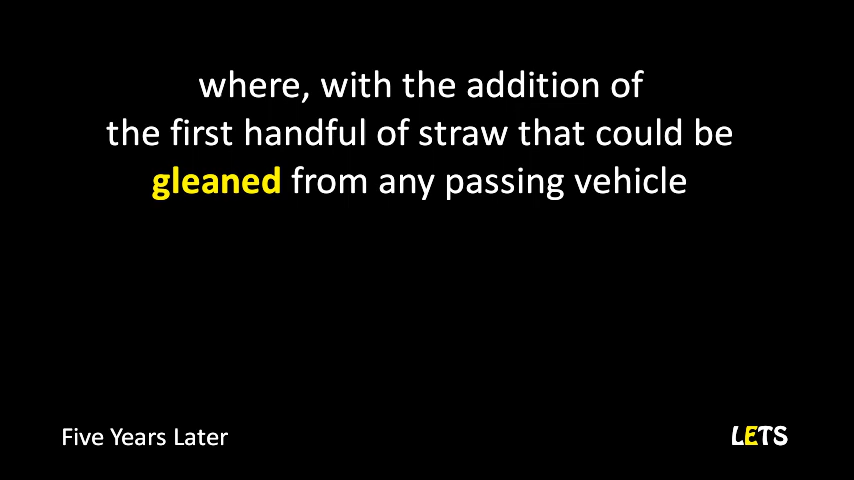 where, with the addition of
the first handful of straw that could be
gleaned from any passing vehicle
Five Years Later
LETS